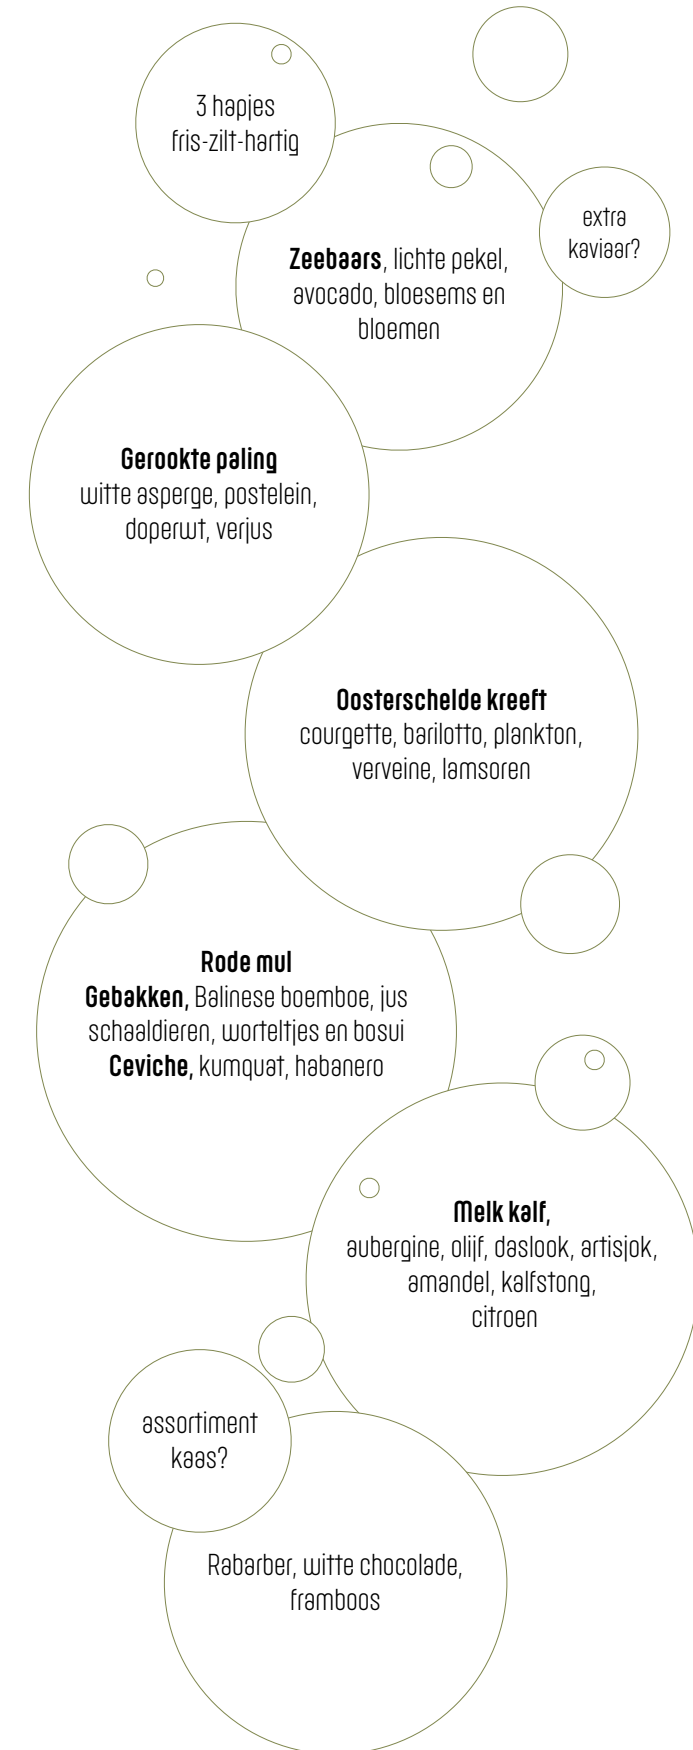 3 hapjes
fris-zilt-hartig
extra
kaviaar?
Zeebaars, lichte pekel,
avocado, bloesems en
bloemen
Gerookte paling
witte asperge, postelein,
doperwt, verjus
Oosterschelde kreeft
courgette, barilotto, plankton,
verveine, lamsoren
Rode mul
Gebakken, Balinese boemboe, jus
schaaldieren, worteltjes en bosui
Ceviche, kumquat, habanero
Melk kalf,
aubergine, olijf, daslook, artisjok,
amandel, kalfstong,
citroen
assortiment
kaas?
Rabarber, witte chocolade,
framboos